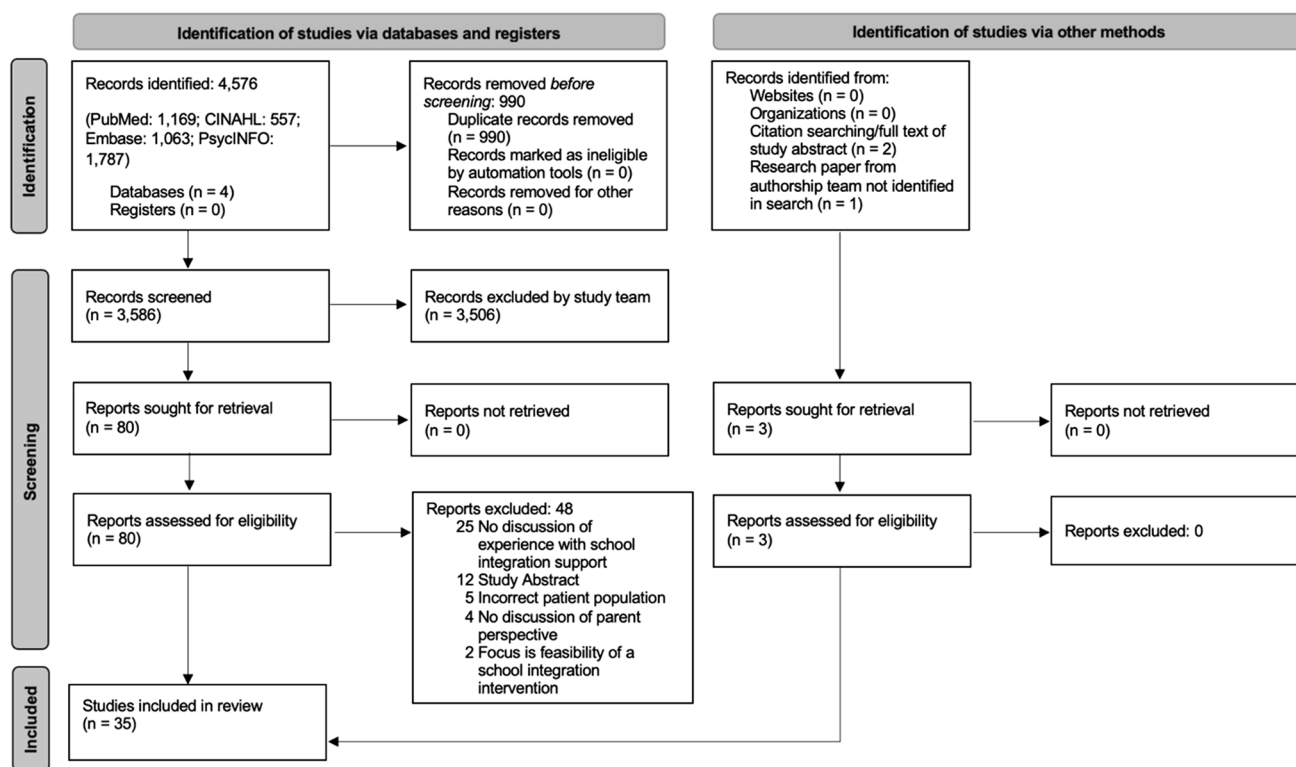 Identification of studies via databases and registers
Identification of studies via other methods
Identification
Records identified: 4,576
(PubMed: 1,169; CINAHL: 557;
Embase: 1,063; PsycINFO:
1,787)
Databases (n = 4)
Registers (n = 0)
Records removed before
screening: 990
Duplicate records removed
(n = 990)
Records marked as ineligible
by automation tools (n = 0)
Records removed for other
reasons (n = 0)
Records identified from:
Websites (n = 0)
Organizations (n = 0)
Citation searching/full text of
study abstract (n = 2)
Research paper from
authorship team not identified
in search (n = 1)
Screening
Records screened
(n = 3,586)
Records excluded by study team
(n = 3,506)
Reports sought for retrieval
(n = 80)
Reports not retrieved
(n = 0)
Reports sought for retrieval
(n = 3)
Reports not retrieved
(n = 0)
Reports assessed for eligibility
(n = 80)
Reports excluded: 48
25 No discussion of
experience with school
integration support
12 Study Abstract
5 Incorrect patient population
4 No discussion of parent
perspective
2 Focus is feasibility of a
school integration
intervention
Reports assessed for eligibility
(n = 3)
Reports excluded: 0
Included
Studies included in review
(n = 35)